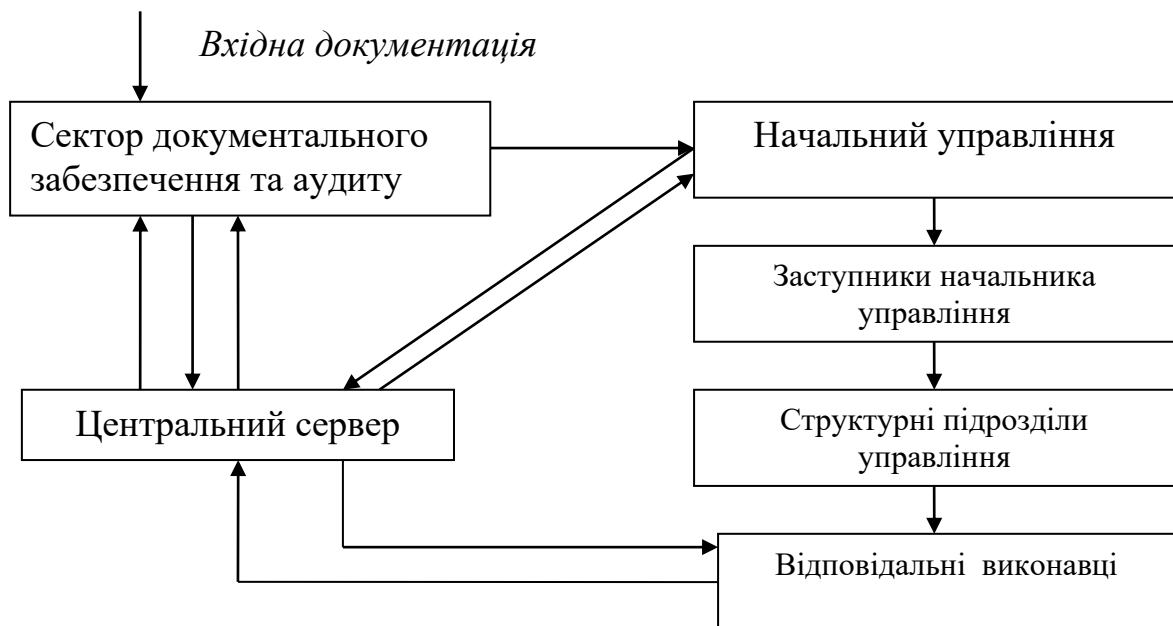 Вхідна документація
Сектор документального
забезпечення та аудиту
Начальний управління
Заступники начальника
управління
Центральний сервер
Структурні підрозділи
управління
Відповідальні виконавці